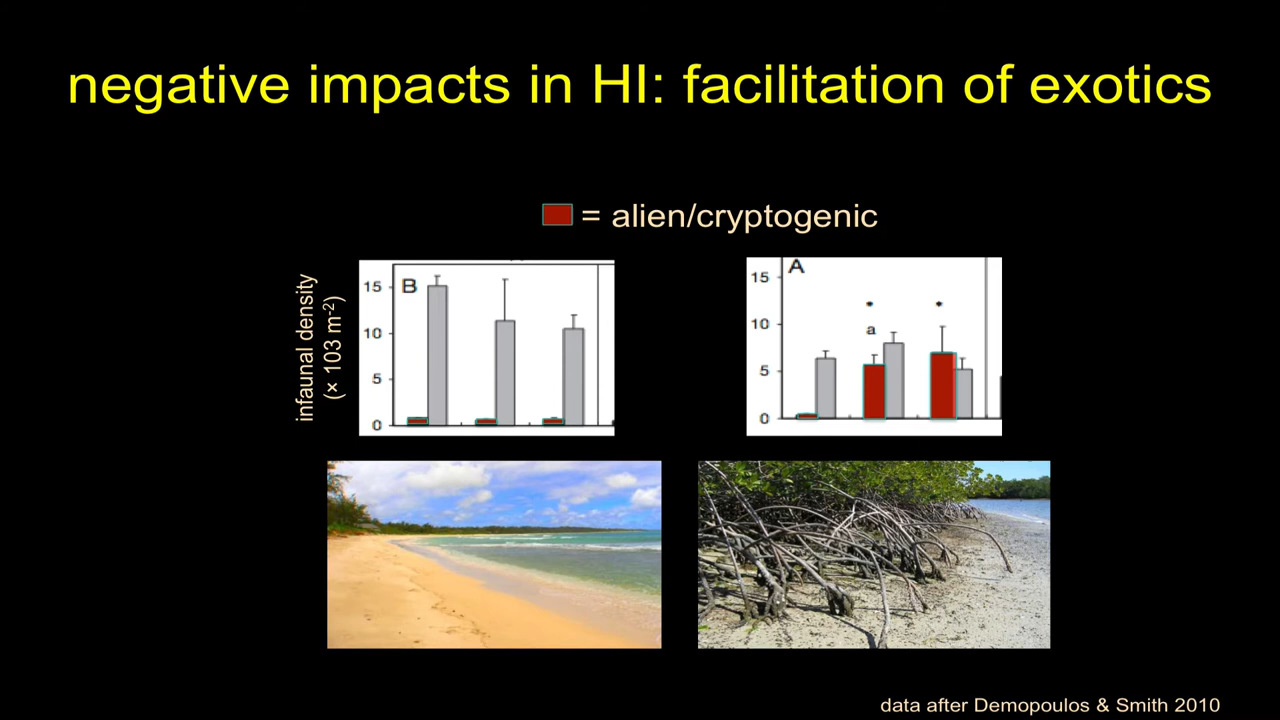 negative impacts in HI: facilitation of exotics
= alien/cryptogenic
infaunal density
(× 103 m-2)
B
15
10
5
0
A
15
10
5
0
*
a
*
data after Demopoulos & Smith 2010